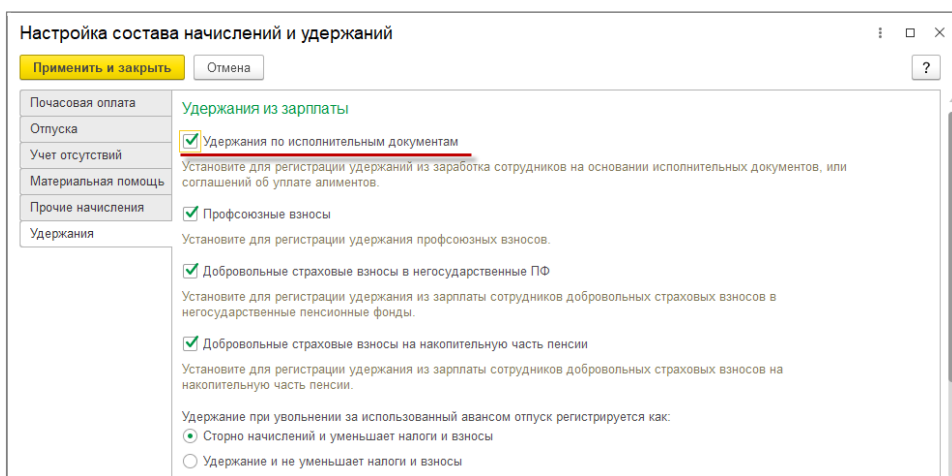 Настройка состава начислений и удержаний
Применить и закрыть
Отмена
?
Почасовая оплата
Отпуска
Учет отсутствий
Материальная помощь
Прочие начисления
Удержания
Удержания из зарплаты
Удержания по исполнительным документам
Установите для регистрации удержаний из заработка сотрудников на основании исполнительных документов, или
соглашений об уплате алиментов.
Профсоюзные взносы
Установите для регистрации удержания профсоюзных взносов.
Добровольные страховые взносы в негосударственные ПФ
Установите для регистрации удержания из зарплаты сотрудников добровольных страховых взносов в
негосударственные пенсионные фонды.
Добровольные страховые взносы на накопительную часть пенсии
Установите для регистрации удержания из зарплаты сотрудников добровольных страховых взносов на
накопительную часть пенсии.
Удержание при увольнении за использованный авансом отпуск регистрируется как:
Сторно начислений и уменьшает налоги и взносы
Удержание и не уменьшает налоги и взносы